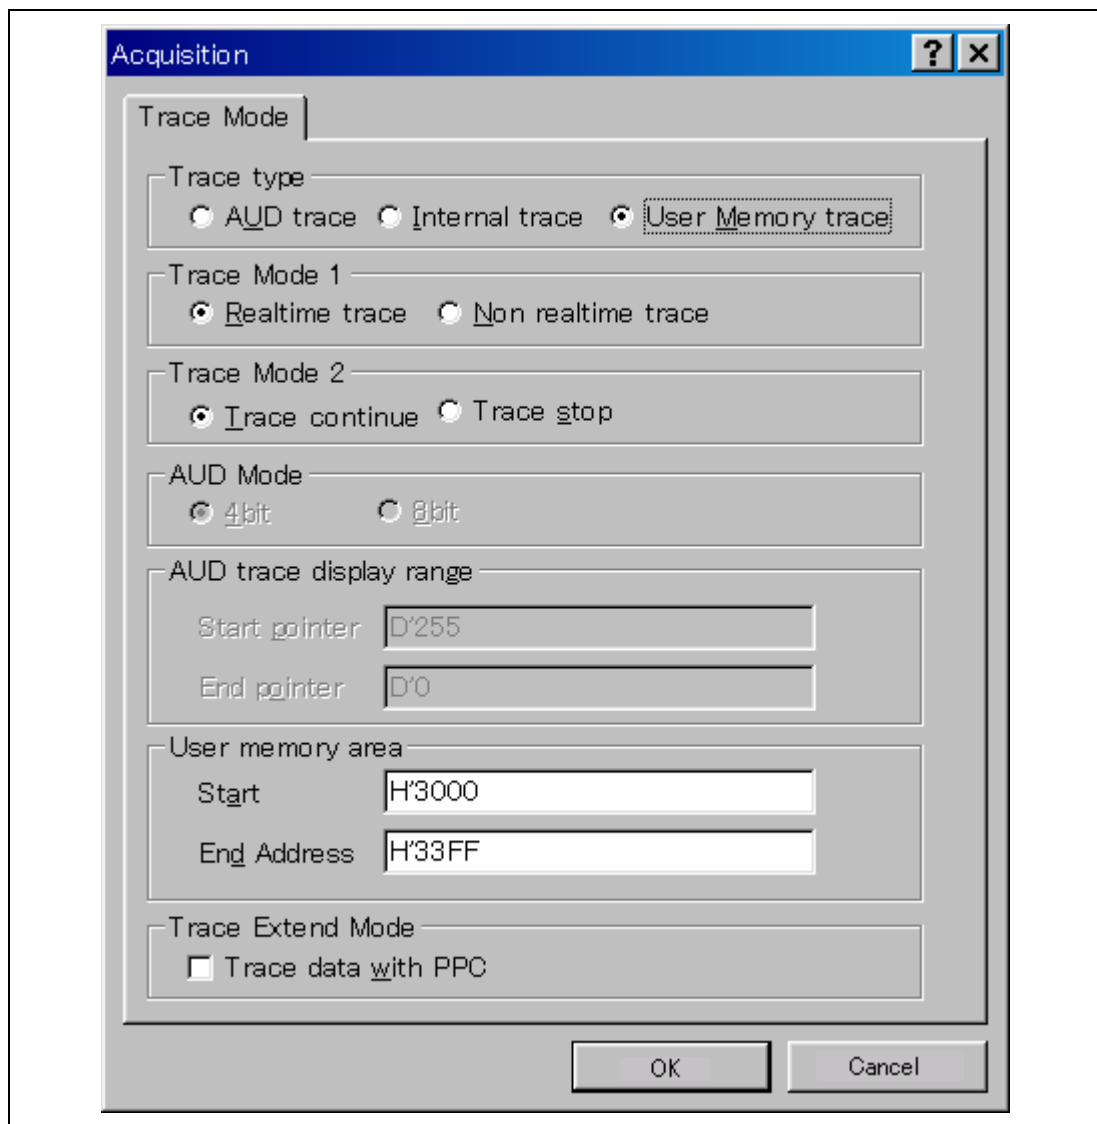 Acquisition
Trace Mode
Trace type
AUD trace Internal trace User Memory trace
Trace Mode 1
Realtime trace Non realtime trace
Trace Mode 2
Trace continue Trace stop
AUD Mode
4bit 8bit
AUD trace display range
Start pointer D'255
End pointer D'0
User memory area
Start H'3000
End Address H'33FF
Trace Extend Mode
Trace data with PPC
OK Cancel